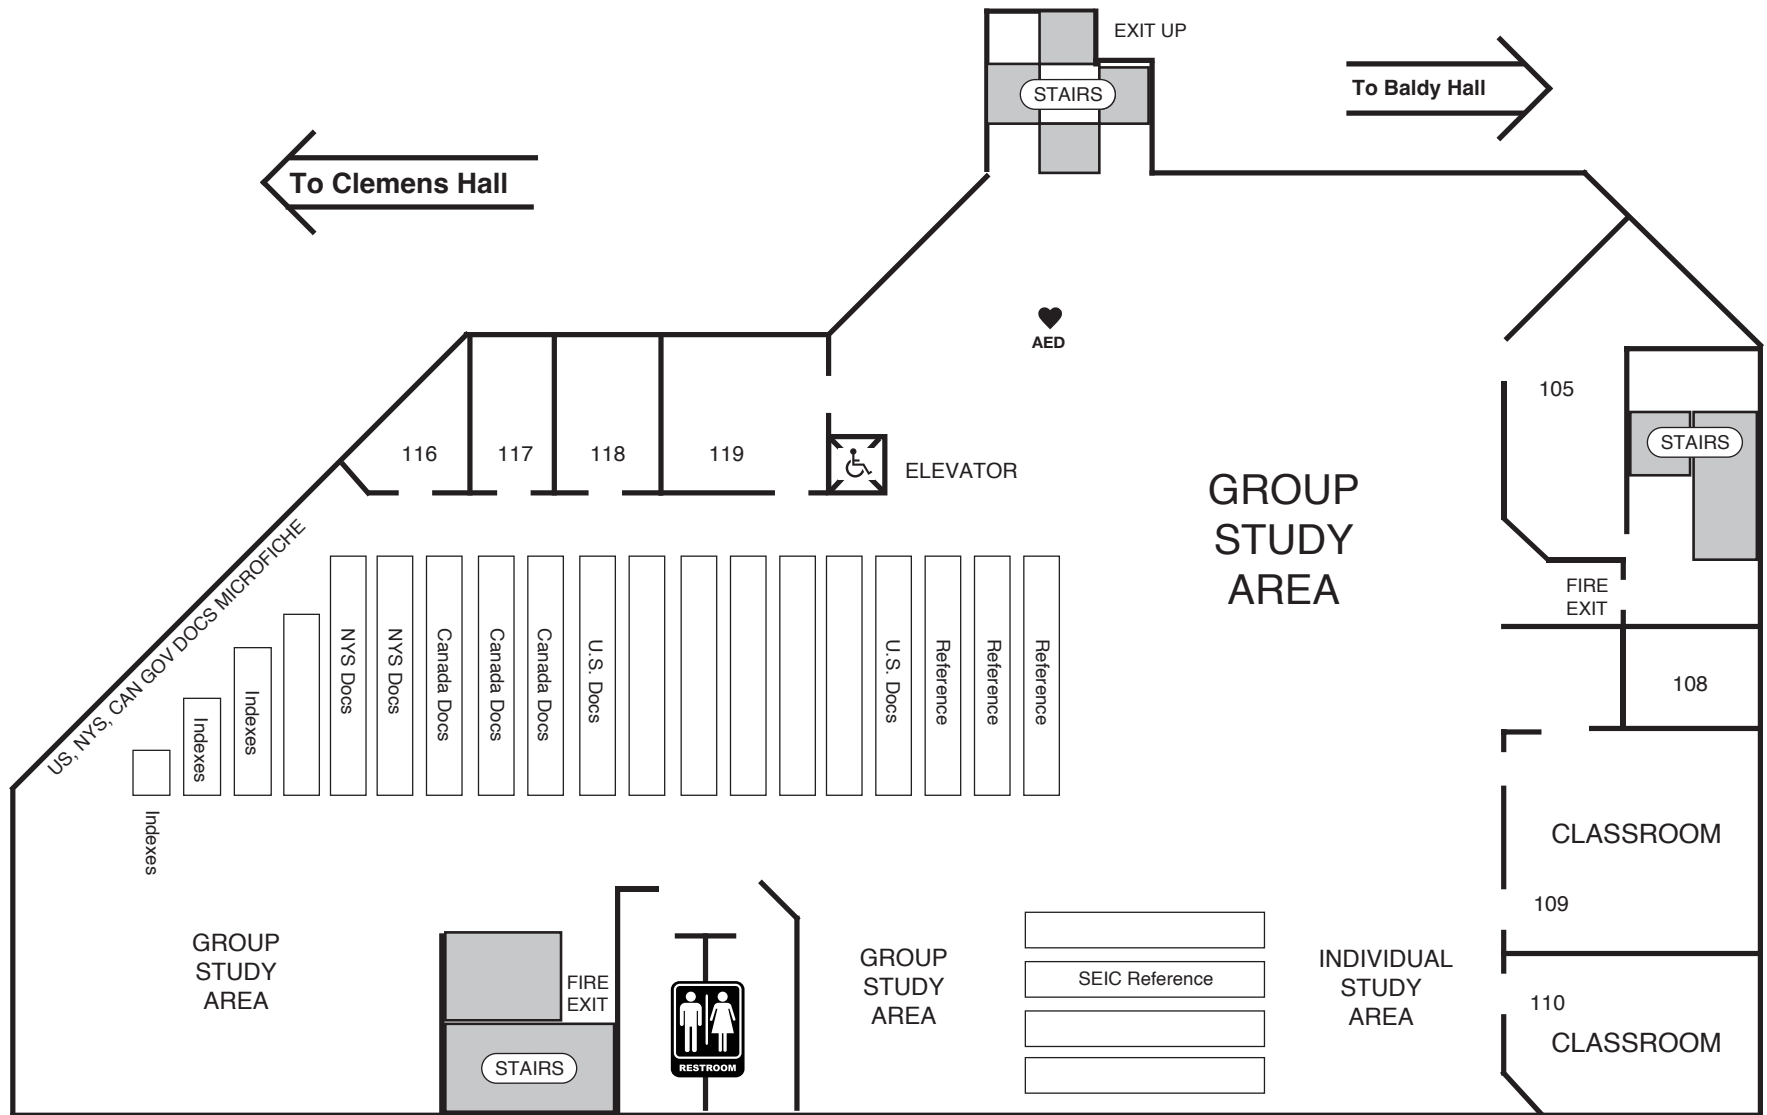 EXIT UP
STAIRS
To Baldy Hall
To Clemens Hall
AED
105
STAIRS
116
117
118
119
ELEVATOR
GROUP
STUDY
AREA
FIRE
EXIT
US, NYS, CAN GOV DOCS MICROFICHE
Indexes
Indexes
Indexes
NYS Docs
NYS Docs
Canada Docs
Canada Docs
Canada Docs
U.S. Docs
U.S. Docs
Reference
Reference
Reference
108
CLASSROOM
109
GROUP
STUDY
AREA
FIRE
EXIT
STAIRS
RESTROOM
GROUP
STUDY
AREA
SEIC Reference
INDIVIDUAL
STUDY
AREA
110
CLASSROOM